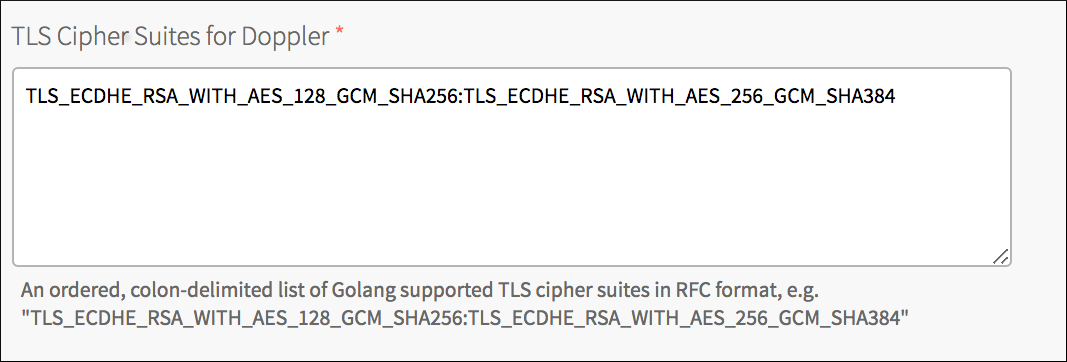 TLS Cipher Suites for Doppler *
TLS_ECDHE_RSA_WITH_AES_128_GCM_SHA256:TLS_ECDHE_RSA_WITH_AES_256_GCM_SHA384
An ordered, colon-delimited list of Golang supported TLS cipher suites in RFC format, e.g.
"TLS_ECDHE_RSA_WITH_AES_128_GCM_SHA256:TLS_ECDHE_RSA_WITH_AES_256_GCM_SHA384"